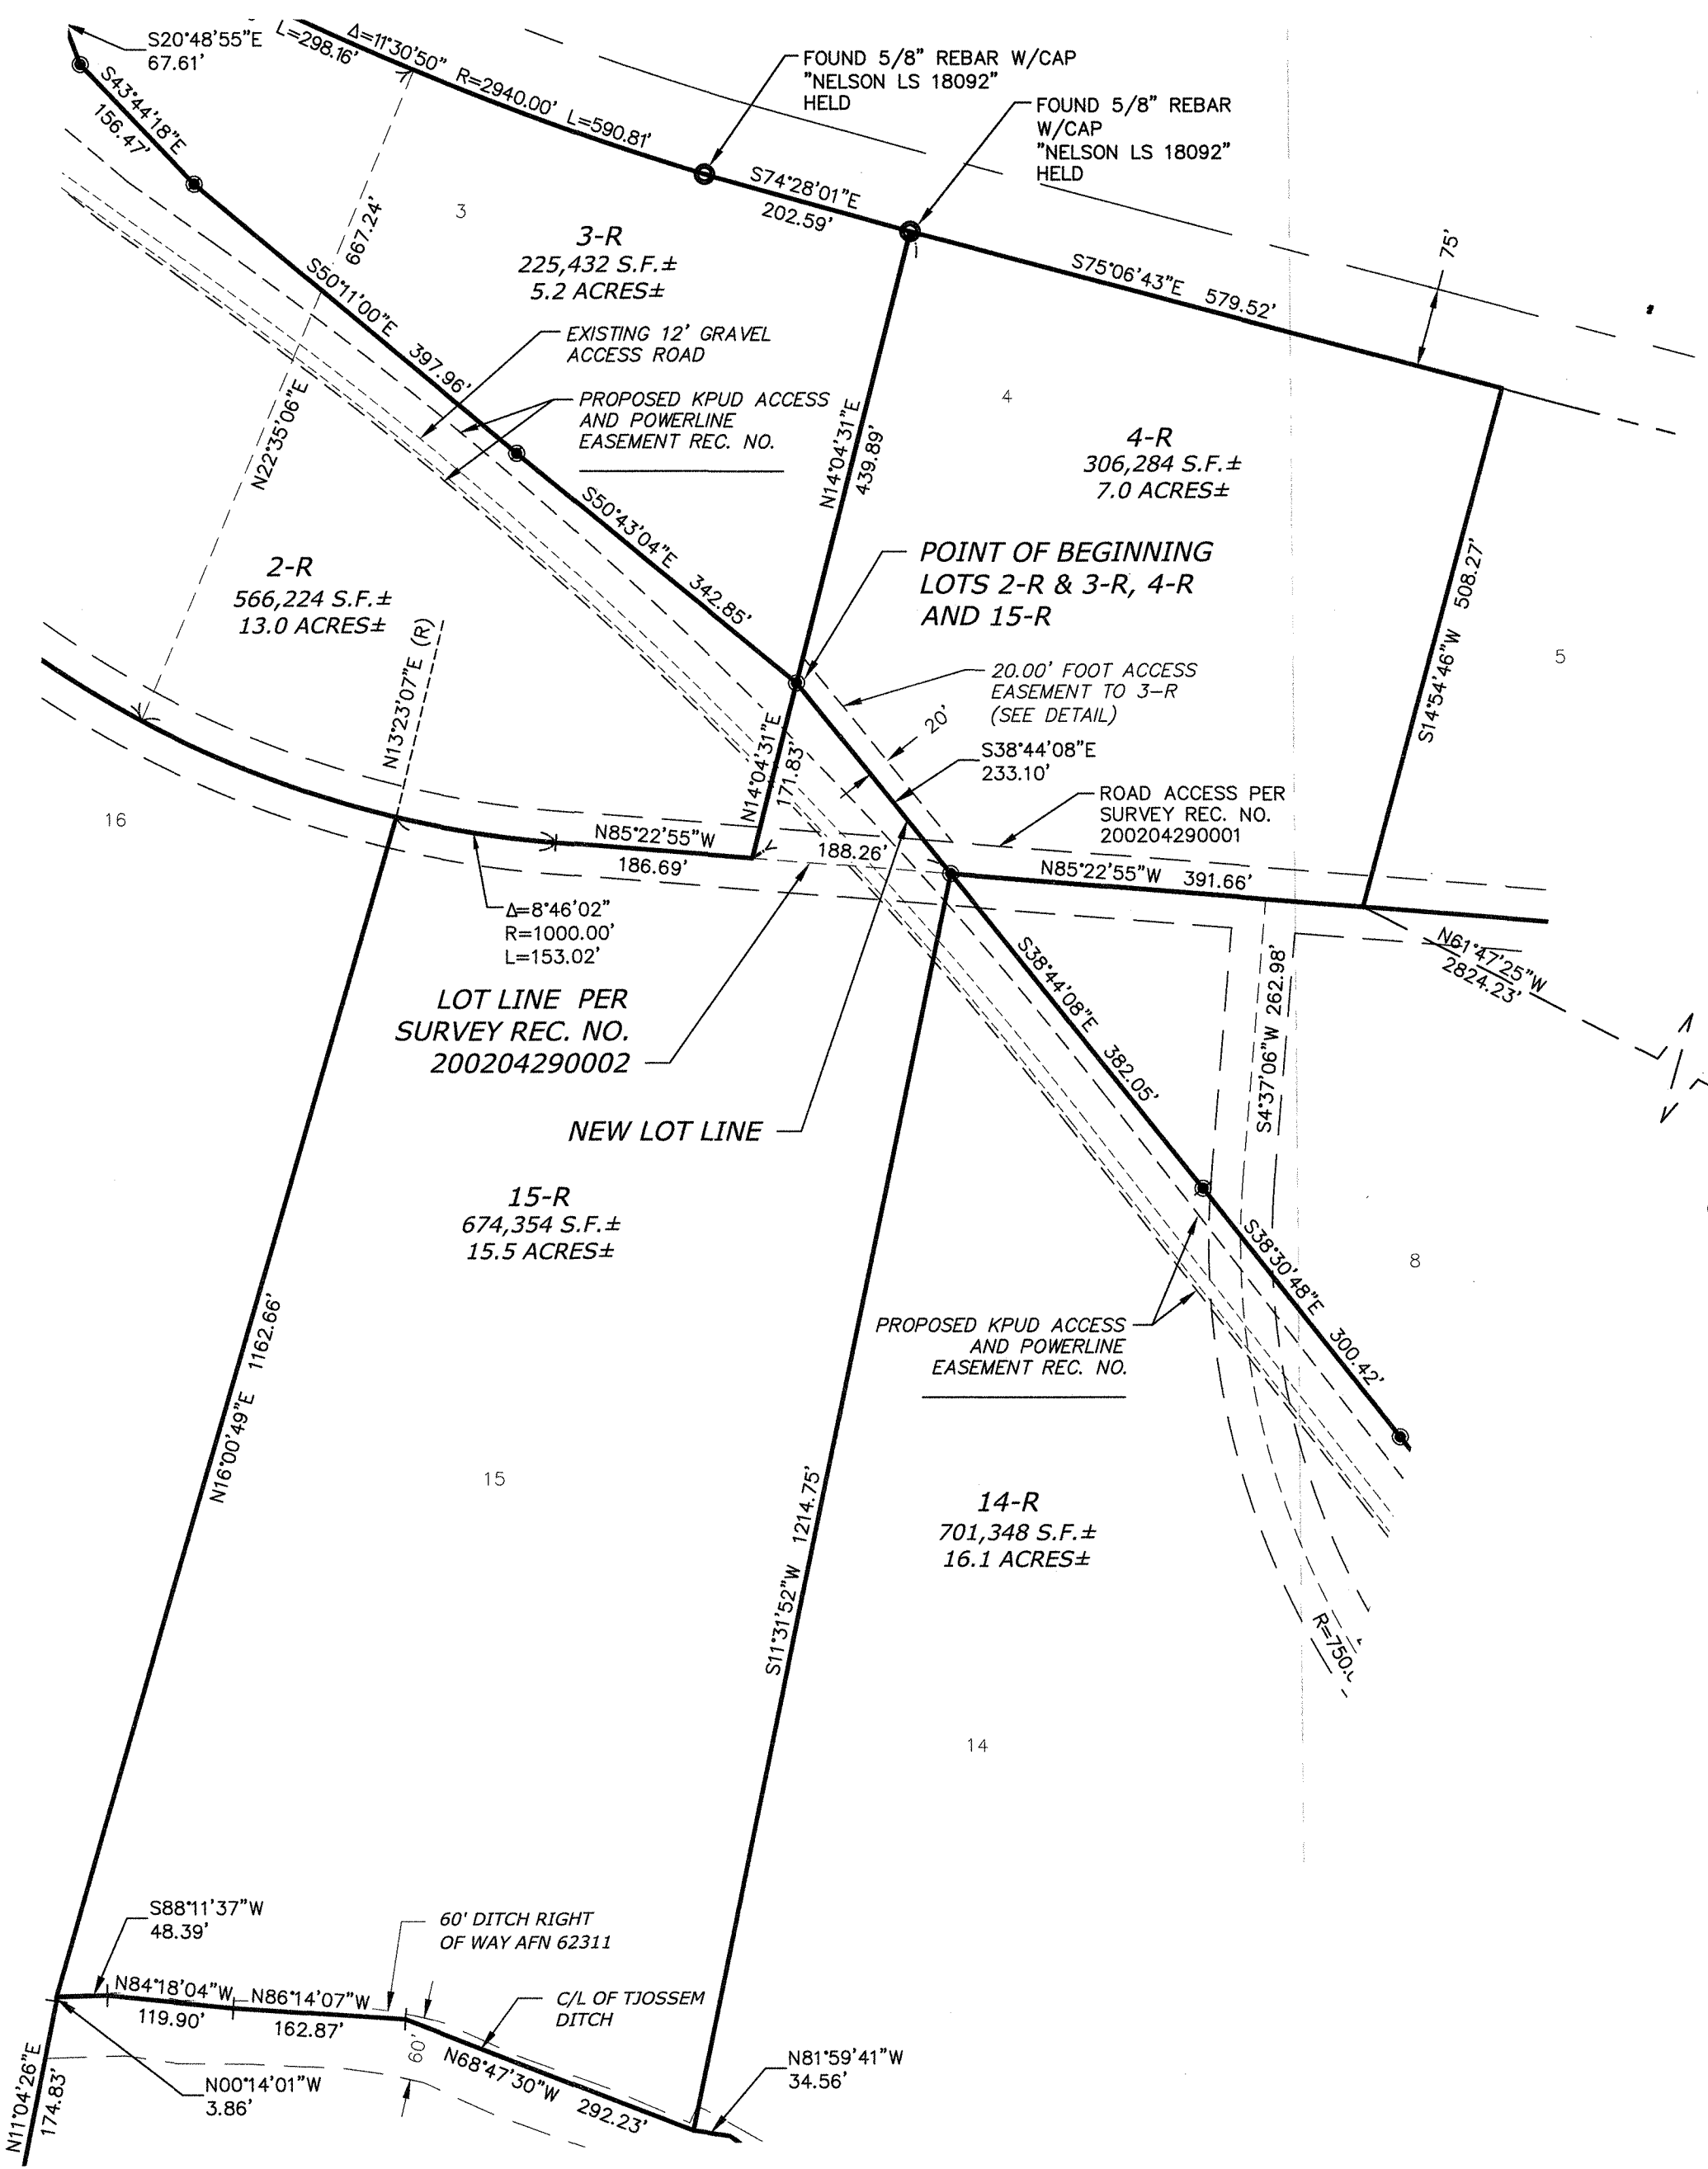 S20°48'55"E
67.61'
Δ=11°30'50"
L=298.16'
R=2940.00' L=590.81'
FOUND 5/8" REBAR W/CAP
"NELSON LS 18092"
HELD
FOUND 5/8" REBAR
W/CAP
"NELSON LS 18092"
HELD
S43°44'18"E
156.47'
S74°28'01"E
202.59'
3
667.24'
3-R
225,432 S.F.±
5.2 ACRES±
S75°06'43"E 579.52'
75'
S50°11'00"E 397.96'
EXISTING 12' GRAVEL
ACCESS ROAD
PROPOSED KPUD ACCESS
AND POWERLINE
EASEMENT REC. NO.
N22°35'06"E
N14°04'31"E
439.89'
4
4-R
306,284 S.F.±
7.0 ACRES±
S50°43'04"E 342.85'
2-R
566,224 S.F.±
13.0 ACRES±
POINT OF BEGINNING
LOTS 2-R & 3-R, 4-R
AND 15-R
N13°23'07"E (R)
S14°54'46"W 508.27'
5
20.00' FOOT ACCESS
EASEMENT TO 3-R
(SEE DETAIL)
20'
S38°44'08"E
233.10'
N14°04'31"E
171.83'
ROAD ACCESS PER
SURVEY REC. NO.
200204290001
16
N85°22'55"W
186.69'
188.26'
N85°22'55"W 391.66'
Δ=8°46'02"
R=1000.00'
L=153.02'
N61°47'25"W
2824.23'
LOT LINE PER
SURVEY REC. NO.
200204290002
S38°44'08"E 382.05'
S4°37'06"W 262.98'
NEW LOT LINE
15-R
674,354 S.F.±
15.5 ACRES±
S38°30'48"E 300.42'
8
PROPOSED KPUD ACCESS
AND POWERLINE
EASEMENT REC. NO.
N16°00'49"E 1162.66'
15
S11°31'52"W 1214.75'
14-R
701,348 S.F.±
16.1 ACRES±
R=750.
14
S88°11'37"W
48.39'
60' DITCH RIGHT
OF WAY AFN 62311
N84°18'04"W
119.90'
N86°14'07"W
162.87'
C/L OF TJOSSEM
DITCH
60'
N68°47'30"W 292.23'
N81°59'41"W
34.56'
N00°14'01"W
3.86'
N11°04'26"E
174.83'